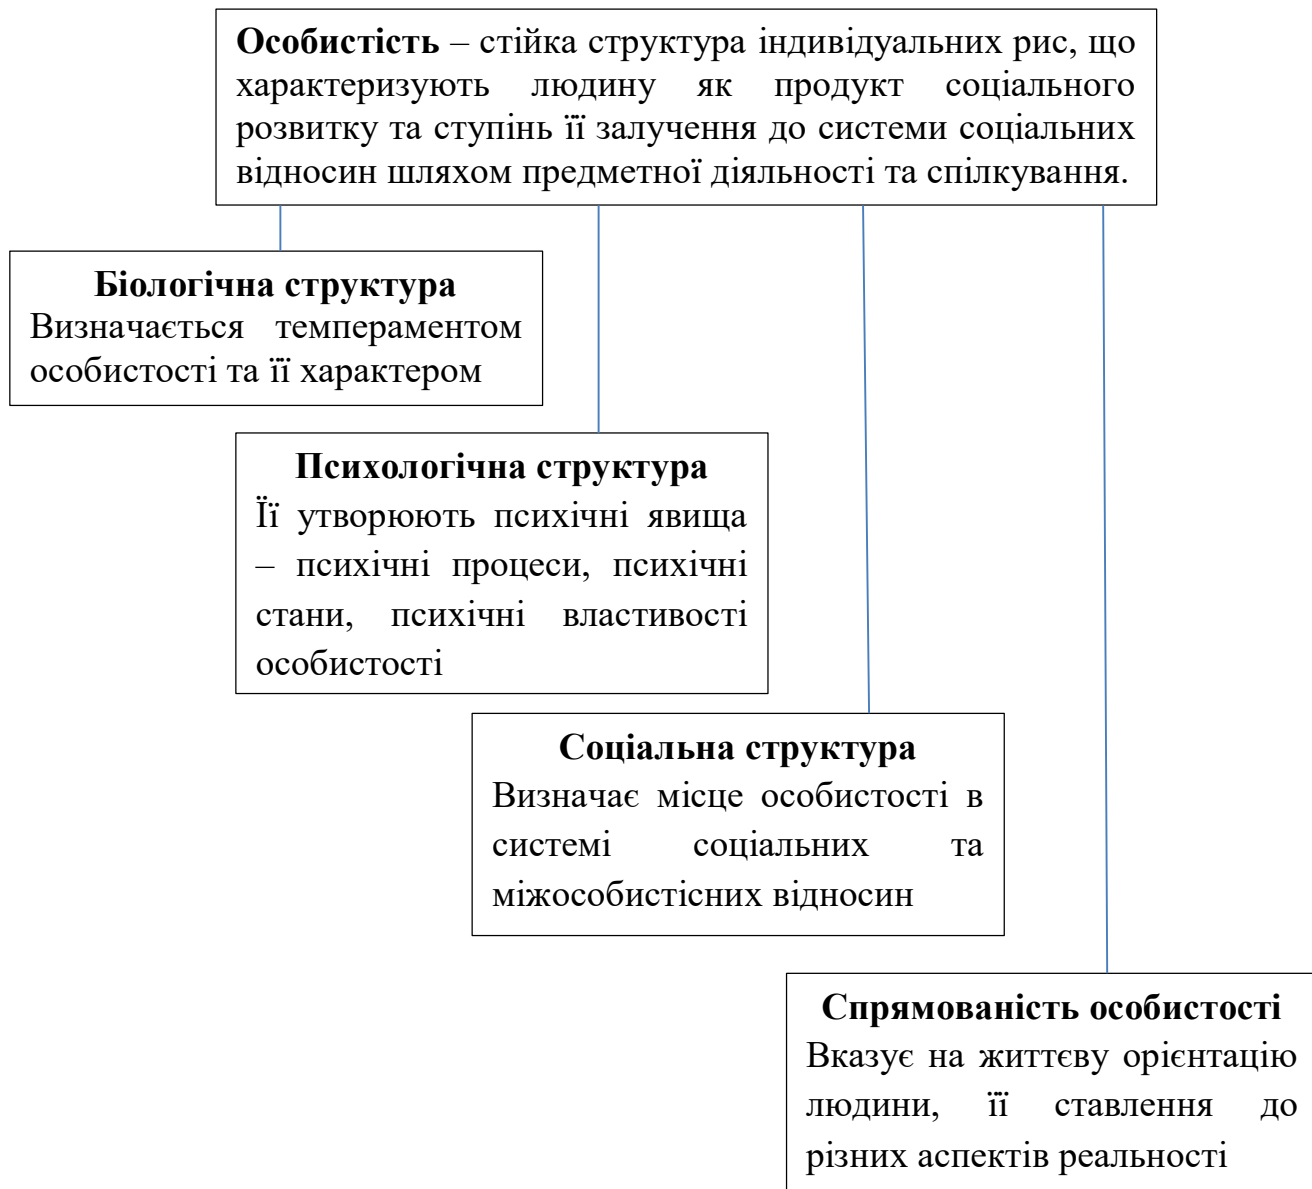 Особистість – стійка структура індивідуальних рис, що
характеризують людину як продукт соціального
розвитку та ступінь її залучення до системи соціальних
відносин шляхом предметної діяльності та спілкування.
Біологічна структура
Визначається темпераментом
особистості та її характером
Психологічна структура
Її утворюють психічні явища
– психічні процеси, психічні
стани, психічні властивості
особистості
Соціальна структура
Визначає місце особистості в
системі соціальних та
міжособистісних відносин
Спрямованість особистості
Вказує на життєву орієнтацію
людини, її ставлення до
різних аспектів реальності